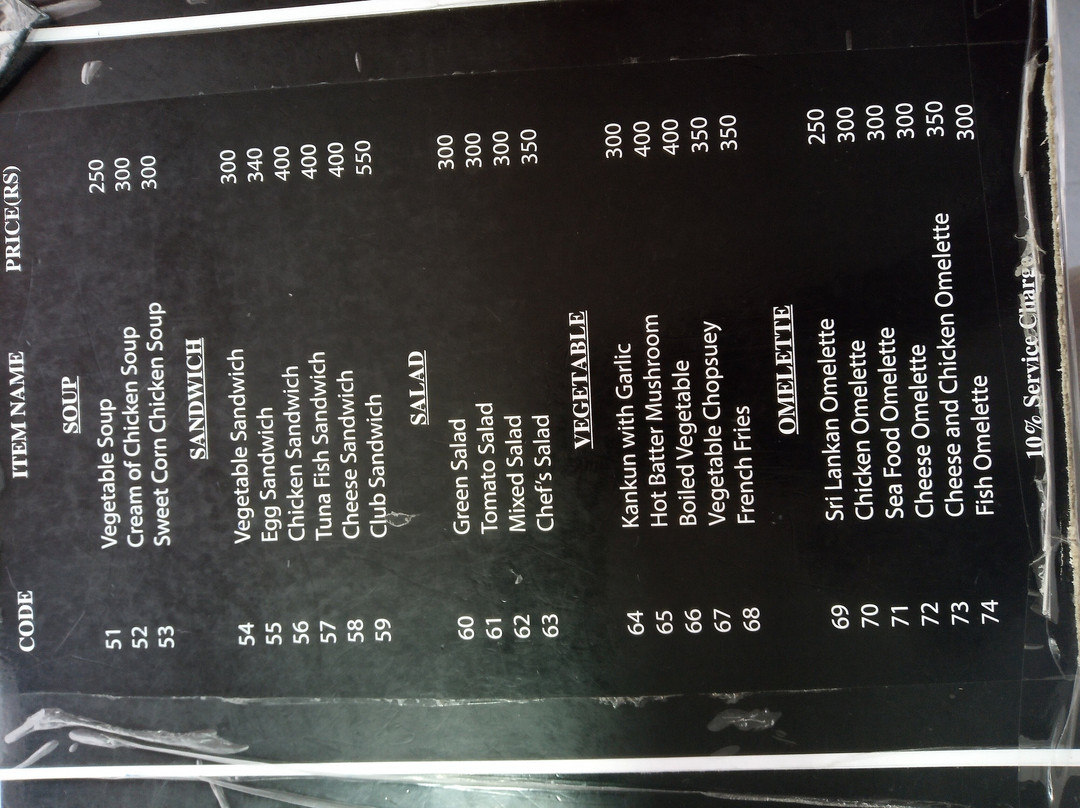 CODE ITEM NAME PRICE(RS)
SOUP
51 Vegetable Soup 250
52 Cream of Chicken Soup 300
53 Sweet Corn Chicken Soup 300
SANDWICH
54 Vegetable Sandwich 300
55 Egg Sandwich 340
56 Chicken Sandwich 400
57 Tuna Fish Sandwich 400
58 Cheese Sandwich 400
59 Club Sandwich 550
SALAD
60 Green Salad 300
61 Tomato Salad 300
62 Mixed Salad 300
63 Chef's Salad 350
VEGETABLE
64 Kankun with Garlic 300
65 Hot Batter Mushroom 400
66 Boiled Vegetable 400
67 Vegetable Chopsuey 350
68 French Fries 350
OMELETTE
69 Sri Lankan Omelette 250
70 Chicken Omelette 300
71 Sea Food Omelette 300
72 Cheese Omelette 300
73 Cheese and Chicken Omelette 350
74 Fish Omelette 300
10% Service Charge